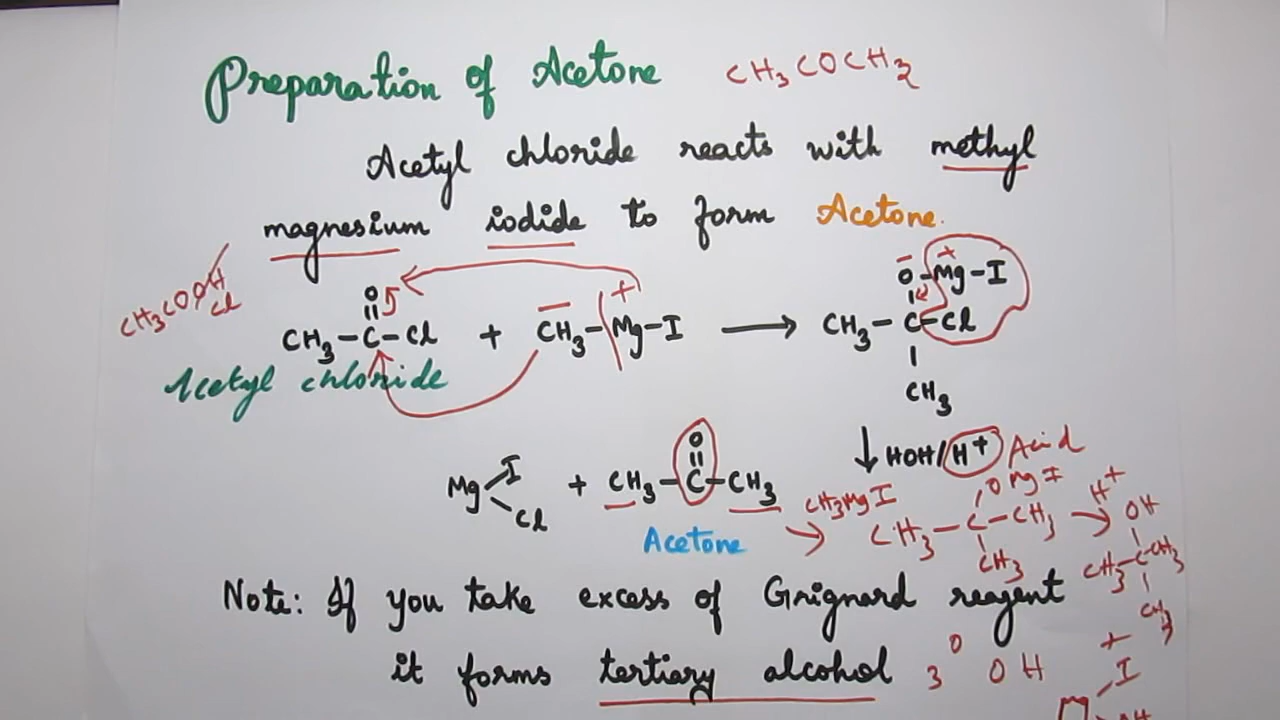 Preparation of Acetone CH3COCH3
Acetyl chloride reacts with methyl
magnesium iodide to form Acetone.
CH3COOH
Cl
O
||
CH3-C-Cl + CH3-Mg-I → CH3-C-Cl
- +
O-Mg-I
CH3
Acetyl chloride
↓ HOH/H+ Acid
Mg I Cl + CH3-C-CH3
O
||
Acetone
CH3MgI
→ CH3-C-CH3 → H+
OMgI
CH3
OH
CH3-C-CH3
CH3
Note: If you take excess of Grignard reagent
it forms tertiary alcohol 3° OH
+
I